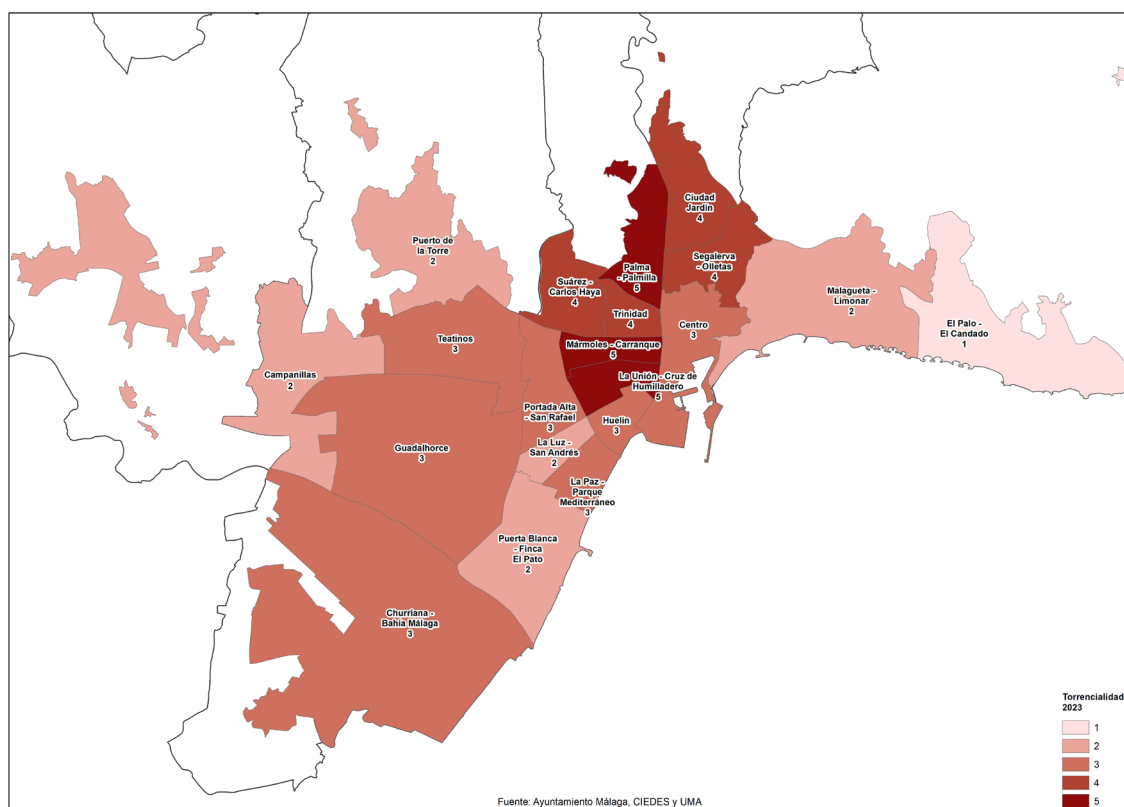 Ciudad
Jardín
4
Puerto de
la Torre
2
Segalerva -
Olletas
4
Palma
- Palmilla
5
Suárez -
Carlos Haya
4
Malagueta -
Limonar
2
Trinidad
4
Centro
3
El Palo -
El Candado
1
Teatinos
3
Mármoles - Carranque
5
Campanillas
2
La Unión - Cruz de
Humilladero
5
Portada Alta
- San Rafael
3
Huelin
3
Guadalhorce
3
La Luz -
San Andrés
2
La Paz -
Parque
Mediterráneo
3
Puerta Blanca
- Finca
El Pato
2
Churriana -
Bahía Málaga
3
Torrencialidad
2023
1
2
3
4
5
Fuente: Ayuntamiento Málaga, CIEDES y UMA